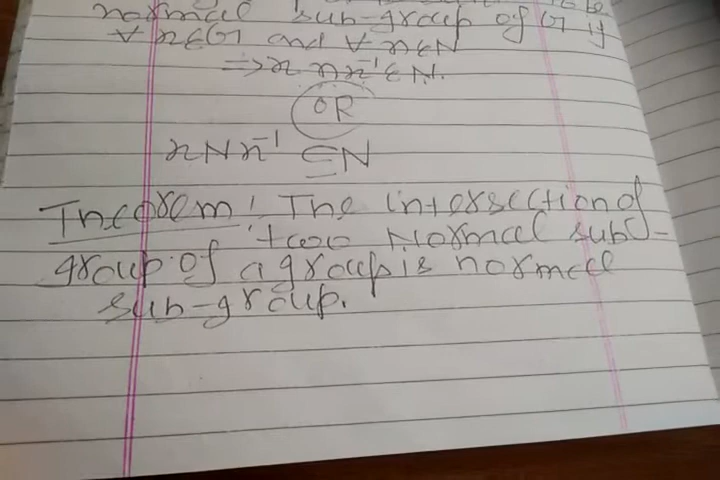 normal sub-group of G if
∀ x∈G and ∀ n∈N
⇒ x n x⁻¹ ∈ N.
OR
xNx⁻¹ ⊆N
Theorem: The intersection of
two Normal sub-
group of a group is normal
sub-group.